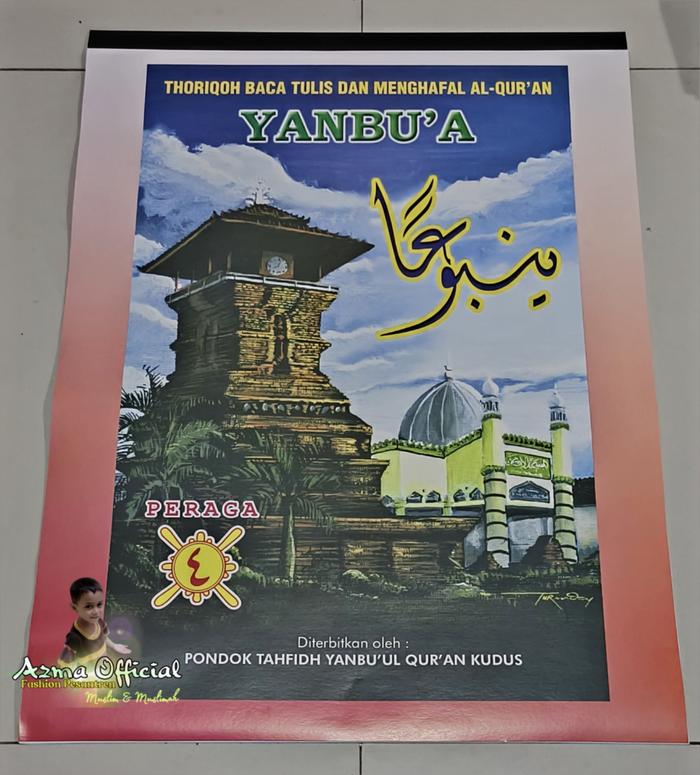 THORIQOH BACA TULIS DAN MENGHAFAL AL-QUR'AN
YANBU'A
ينبوعًا
PERAGA
٤
Diterbitkan oleh :
PONDOK TAHFIDH YANBU'UL QUR'AN KUDUS
Azma Official
Fashion Pesantren
Muslim & Muslimah